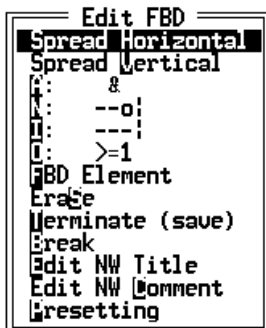 Edit FBD
Spread Horizontal
Spread Vertical
A: &
N: --o¦
I: ---¦
O: >=1
FBD Element
EraSe
Terminate (save)
Break
Edit NW Title
Edit NW Comment
Presetting